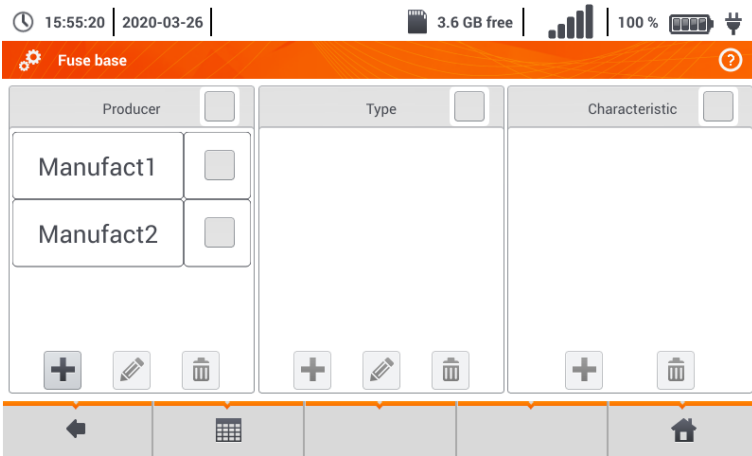 15:55:20 2020-03-26 3.6 GB free 100 %
Fuse base ?
Producer Type Characteristic
Manufact1
Manufact2